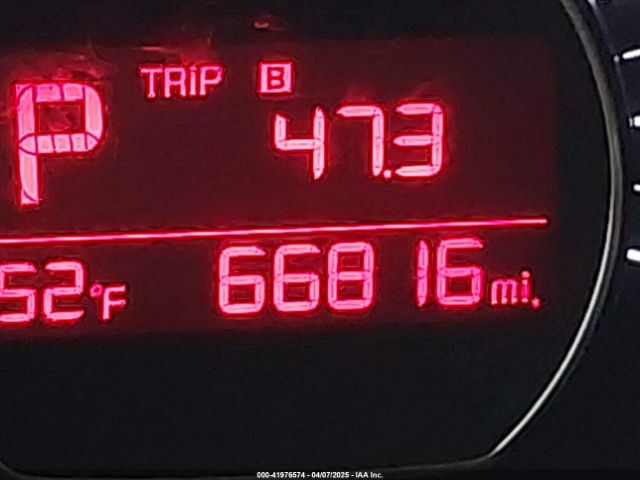 P TRIP B
47.3
52°F 66816 mi.
000-41976574 - 04/07/2025 - IAA Inc.